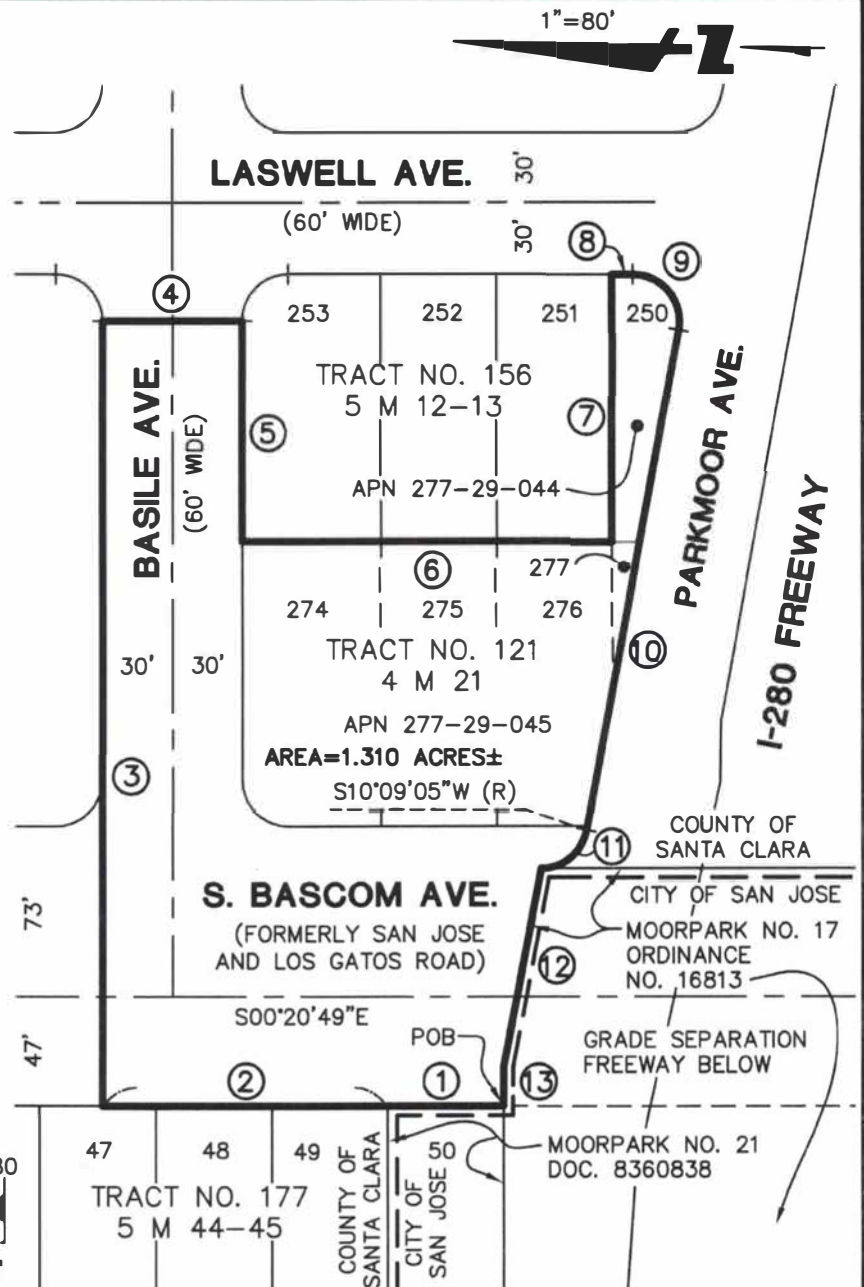 1"=80'
Z
LASWELL AVE.
30'
(60' WIDE)
30'
8
9
4
253
252
251
250
TRACT NO. 156
5 M 12-13
BASILE AVE.
(60' WIDE)
5
7
APN 277-29-044
PARKMOOR AVE.
I-280 FREEWAY
6
277
274
275
276
TRACT NO. 121
4 M 21
10
30'
30'
APN 277-29-045
AREA=1.310 ACRES±
S10°09'05"W (R)
3
11
COUNTY OF
SANTA CLARA
CITY OF SAN JOSE
S. BASCOM AVE.
(FORMERLY SAN JOSE
AND LOS GATOS ROAD)
73'
MOORPARK NO. 17
ORDINANCE
NO. 16813
12
S00°20'49"E
47'
POB
GRADE SEPARATION
FREEWAY BELOW
2
1
13
47
48
49
50
TRACT NO. 177
5 M 44-45
COUNTY OF
SANTA CLARA
CITY OF
SAN JOSE
MOORPARK NO. 21
DOC. 8360838